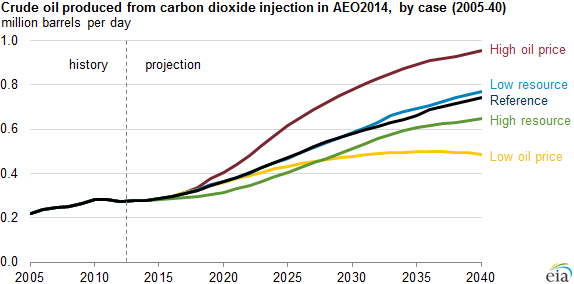 Crude oil produced from carbon dioxide injection in AEO2014, by case (2005-40)
million barrels per day
1.0
0.8
0.6
0.4
0.2
0.0
history
projection
High oil price
Low resource
Reference
High resource
Low oil price
2005
2010
2015
2020
2025
2030
2035
2040
eia